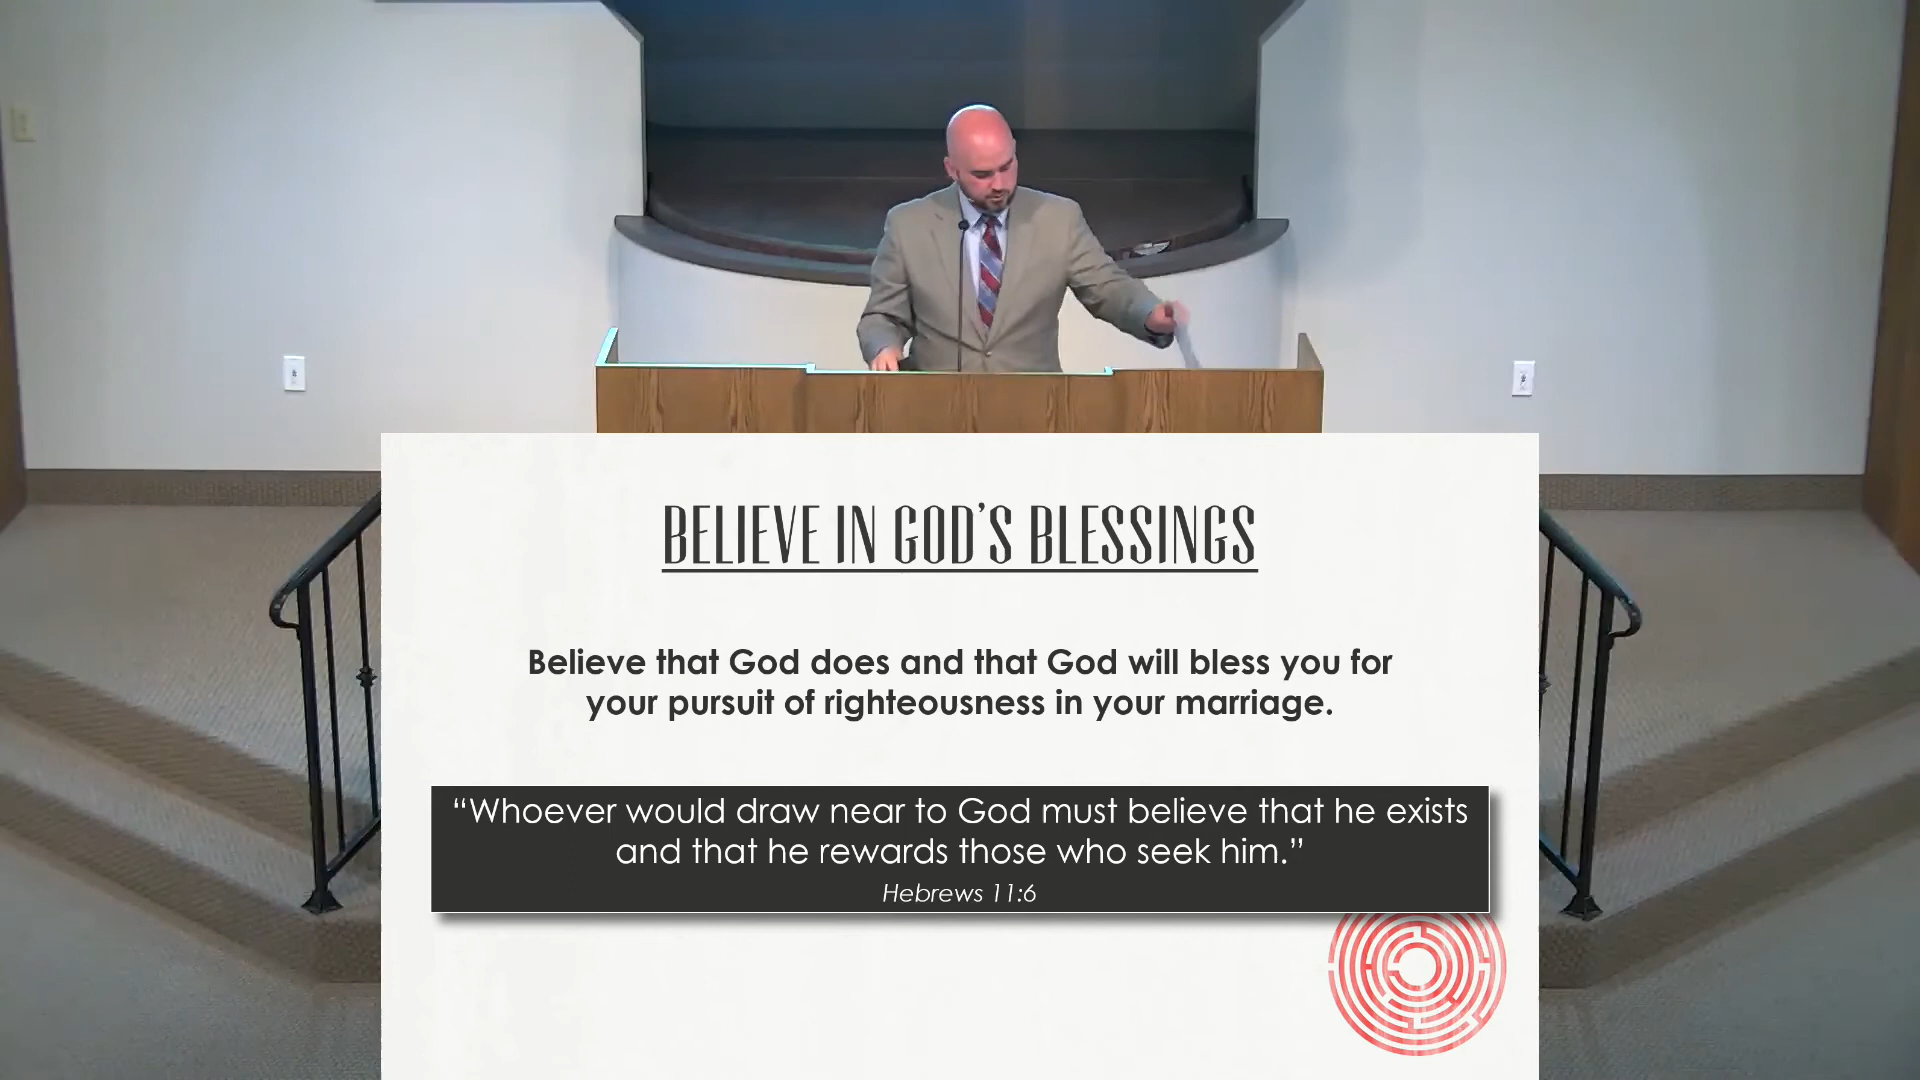 BELIEVE IN GOD’S BLESSINGS
Believe that God does and that God will bless you for
your pursuit of righteousness in your marriage.
“Whoever would draw near to God must believe that he exists
and that he rewards those who seek him.”
Hebrews 11:6